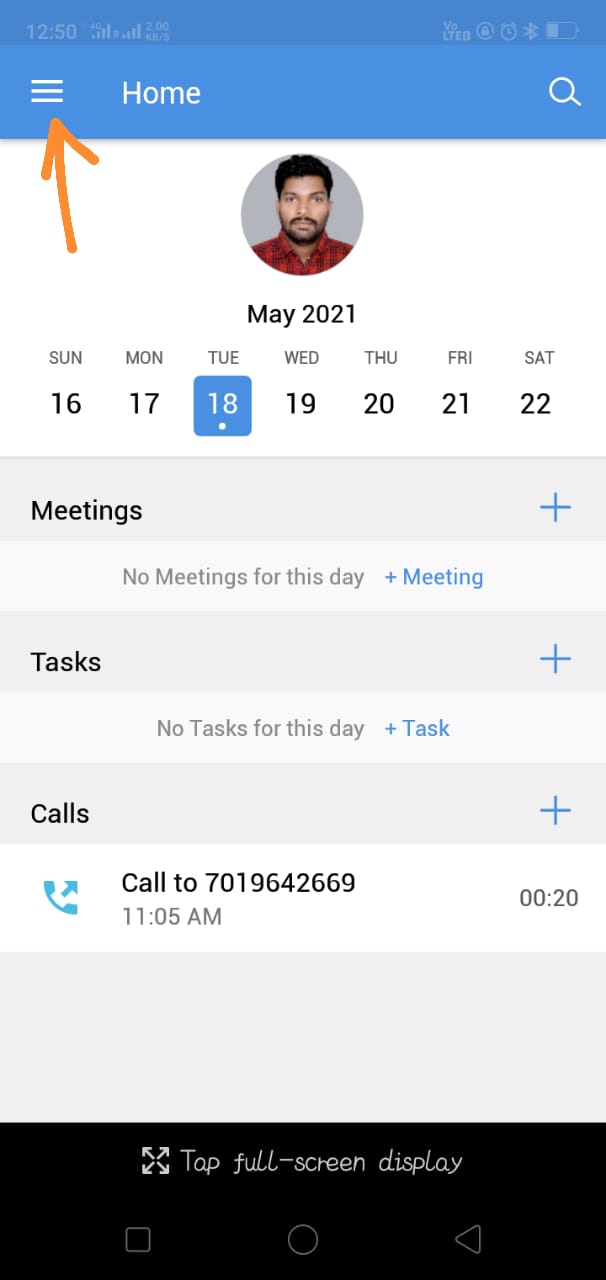 12:50 4G R 2.00 KB/S Vo LTE
Home
May 2021
SUN MON TUE WED THU FRI SAT
16 17 18 19 20 21 22
Meetings
No Meetings for this day + Meeting
Tasks
No Tasks for this day + Task
Calls
Call to 7019642669
11:05 AM 00:20
Tap full-screen display